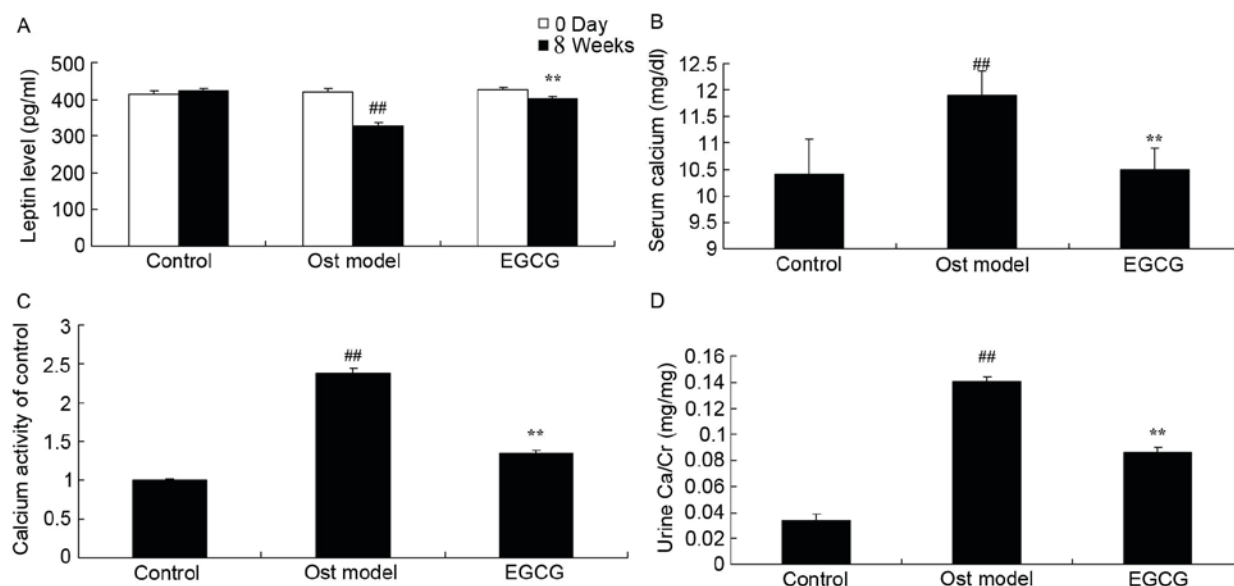 A
0 Day
8 Weeks
Leptin level (pg/ml)
500
400
300
200
100
0
##
**
Control
Ost model
EGCG
B
Serum calcium (mg/dl)
12.5
12
11.5
11
10.5
10
9.5
9
##
**
Control
Ost model
EGCG
C
Calcium activity of control
3
2.5
2
1.5
1
0.5
0
##
**
Control
Ost model
EGCG
D
Urine Ca/Cr (mg/mg)
0.16
0.14
0.12
0.1
0.08
0.06
0.04
0.02
0
##
**
Control
Ost model
EGCG